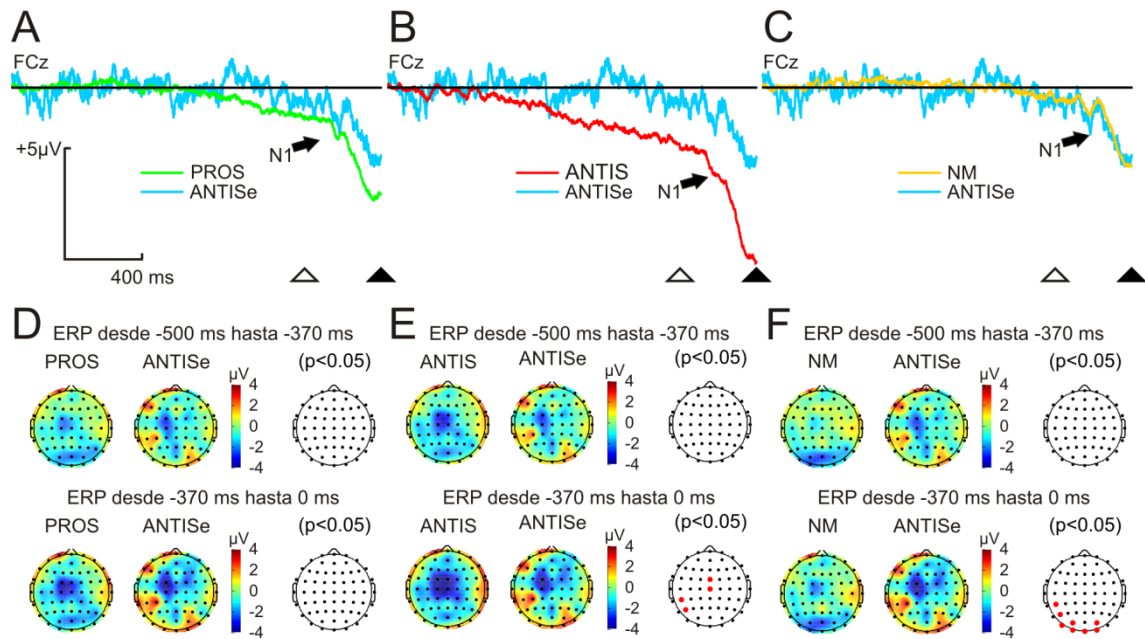 A B C
FCz FCz FCz
+5µV
N1 N1 N1
PROS ANTIS NM
ANTISe ANTISe ANTISe
400 ms
D E F
ERP desde -500 ms hasta -370 ms ERP desde -500 ms hasta -370 ms ERP desde -500 ms hasta -370 ms
PROS ANTISe (p<0.05) ANTIS ANTISe (p<0.05) NM ANTISe (p<0.05)
µV µV µV
4 4 4
2 2 2
0 0 0
-2 -2 -2
-4 -4 -4
ERP desde -370 ms hasta 0 ms ERP desde -370 ms hasta 0 ms ERP desde -370 ms hasta 0 ms
PROS ANTISe (p<0.05) ANTIS ANTISe (p<0.05) NM ANTISe (p<0.05)
µV µV µV
4 4 4
2 2 2
0 0 0
-2 -2 -2
-4 -4 -4